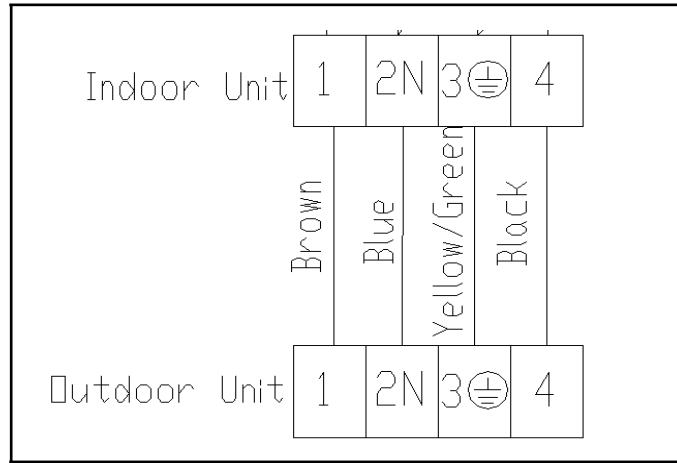 Indoor Unit 1 2N 3⏚ 4
Brown
Blue
Yellow/Green
Black
Outdoor Unit 1 2N 3⏚ 4